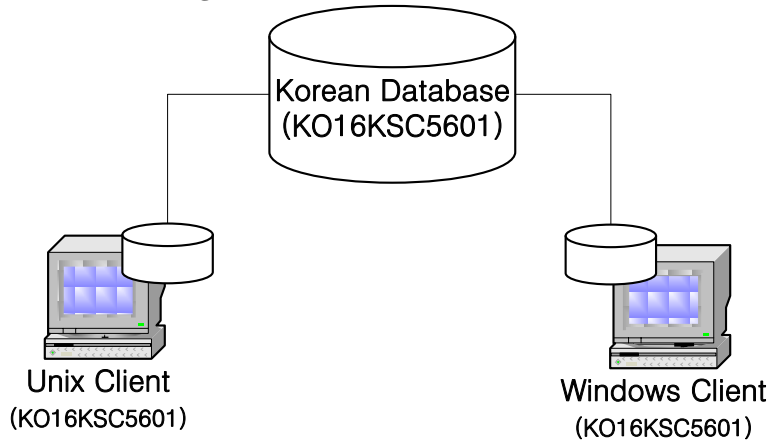 Korean Database
(KO16KSC5601)
Unix Client
(KO16KSC5601)
Windows Client
(KO16KSC5601)